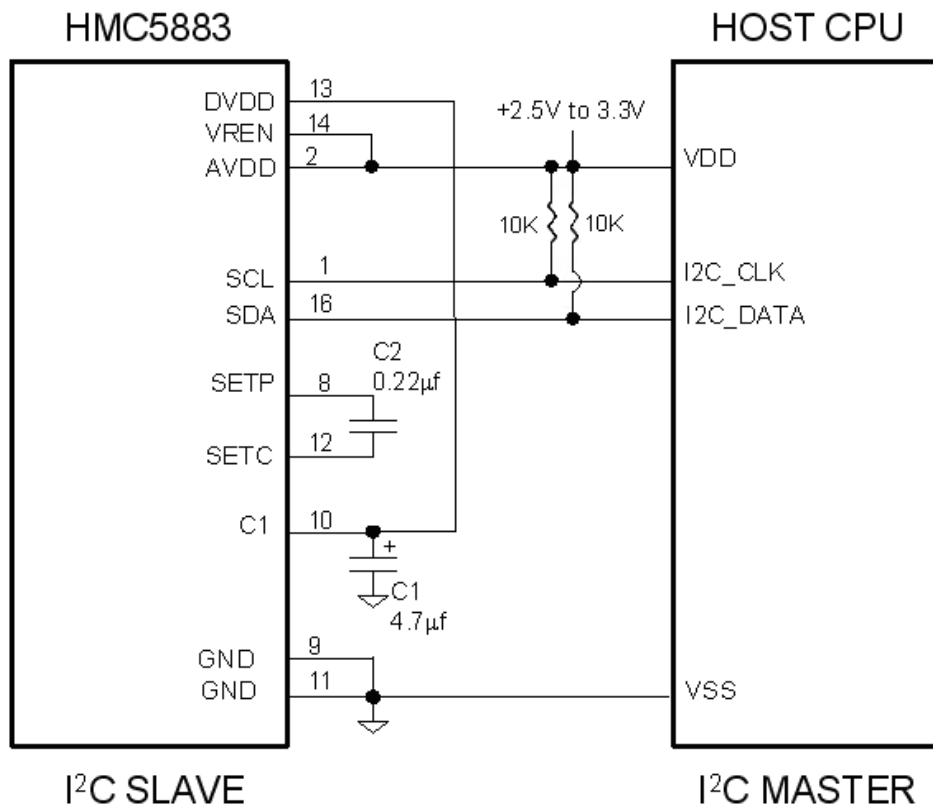 HMC5883
HOST CPU
DVDD
13
VREN
14
AVDD
2
+2.5V to 3.3V
VDD
10K
10K
SCL
1
I2C_CLK
SDA
16
I2C_DATA
C2
0.22µf
SETP
8
SETC
12
C1
10
+
C1
4.7µf
GND
9
GND
11
VSS
I²C SLAVE
I²C MASTER